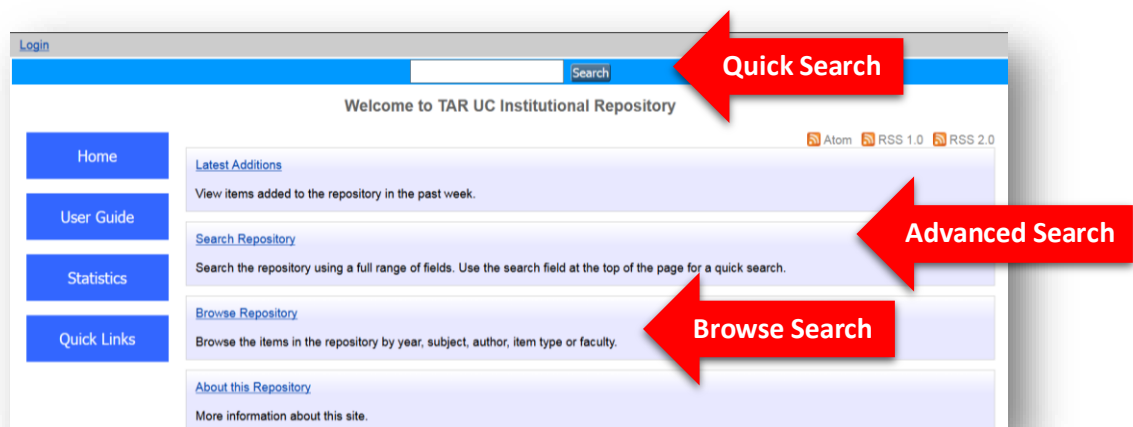 Login
Search
Quick Search
Welcome to TAR UC Institutional Repository
Atom RSS 1.0 RSS 2.0
Home
User Guide
Statistics
Quick Links
Latest Additions
View items added to the repository in the past week.
Search Repository
Search the repository using a full range of fields. Use the search field at the top of the page for a quick search.
Advanced Search
Browse Repository
Browse the items in the repository by year, subject, author, item type or faculty.
Browse Search
About this Repository
More information about this site.